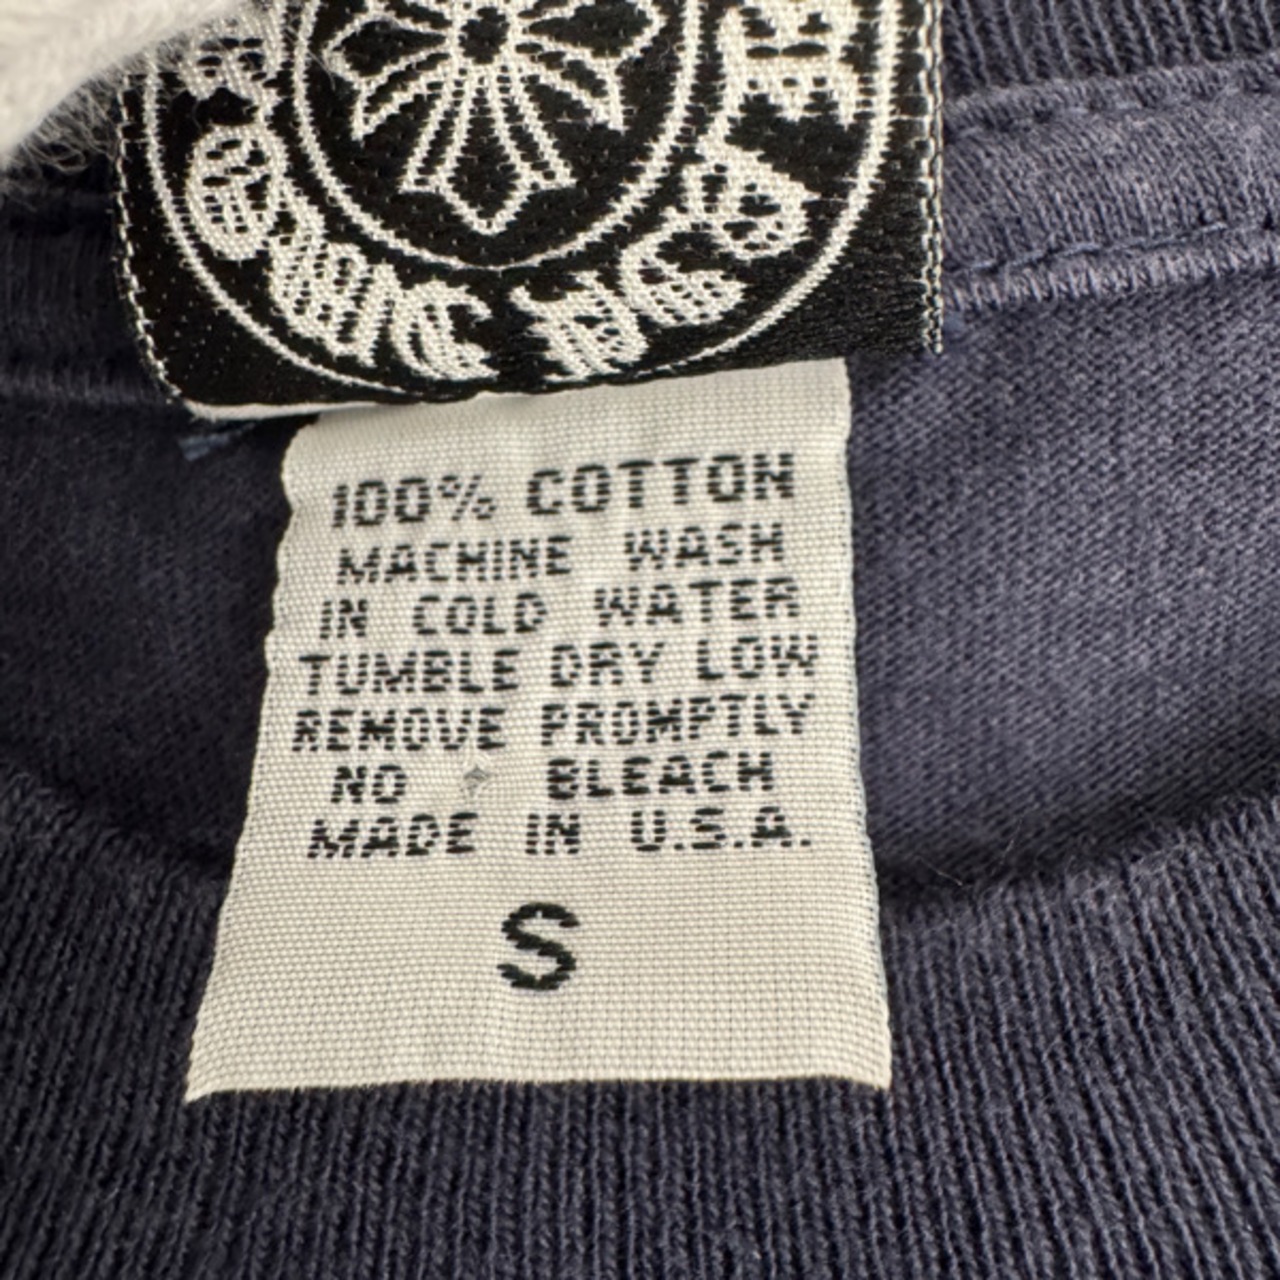 100% COTTON
MACHINE WASH
IN COLD WATER
TUMBLE DRY LOW
REMOVE PROMPTLY
NO BLEACH
MADE IN U.S.A.
S